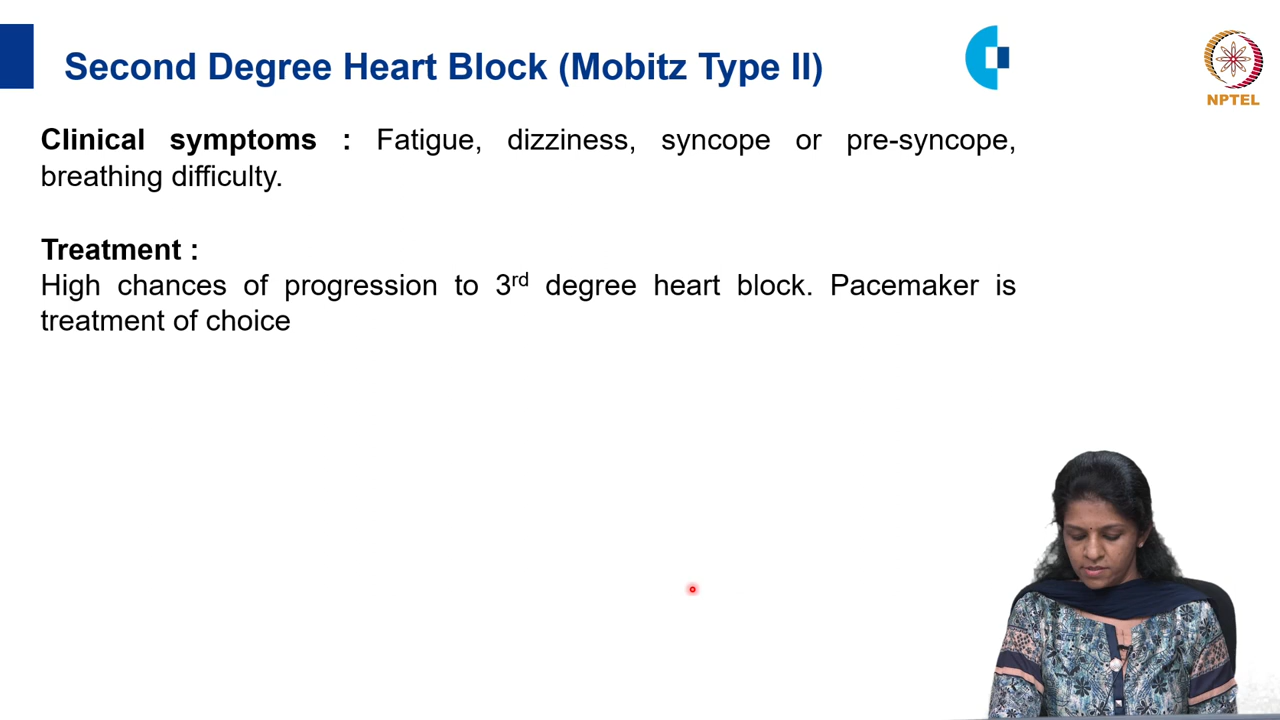 Second Degree Heart Block (Mobitz Type II)
NPTEL
Clinical symptoms : Fatigue, dizziness, syncope or pre-syncope,
breathing difficulty.
Treatment :
High chances of progression to 3rd degree heart block. Pacemaker is
treatment of choice